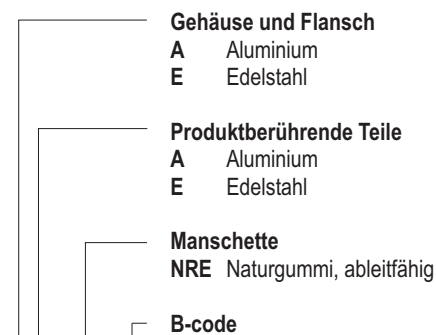 Gehäuse und Flansch
A Aluminium
E Edelstahl
Produktberührende Teile
A Aluminium
E Edelstahl
Manschette
NRE Naturgummi, ableitfähig
B-code